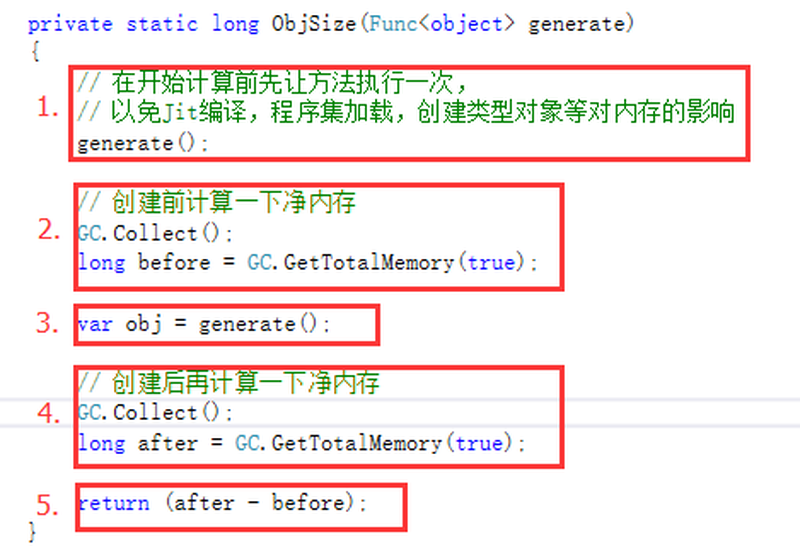 private static long ObjSize(Func<object> generate)
{
// 在开始计算前先让方法执行一次,
1. // 以免Jit编译,程序集加载,创建类型对象等对内存的影响
generate();
// 创建前计算一下净内存
2. GC.Collect();
long before = GC.GetTotalMemory(true);
3. var obj = generate();
// 创建后再计算一下净内存
4. GC.Collect();
long after = GC.GetTotalMemory(true);
5. return (after - before);
}